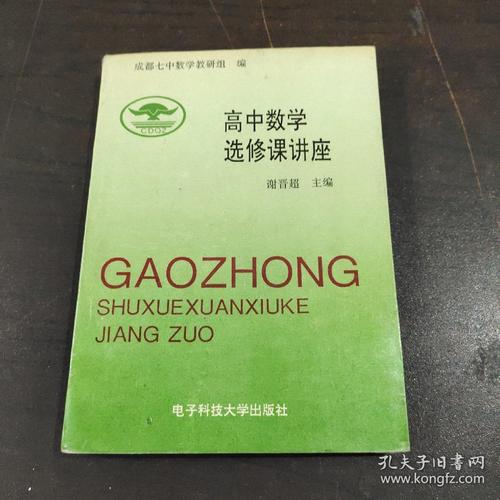 成都七中数学教研组 编
CDQZ
高中数学
选修课讲座
谢晋超 主编
GAOZHONG
SHUXUEXUANXIUKE
JIANG ZUO
电子科技大学出版社
孔夫子旧书网
www.kongfz.com